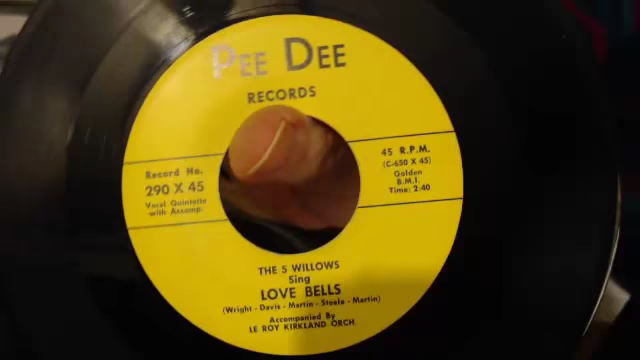 PEE DEE
RECORDS
Record No.
290 X 45
Vocal Quintette
with Accomp.
45 R.P.M.
(C-650 X 45)
Golden
B.M.I.
Time: 2:40
THE 5 WILLOWS
Sing
LOVE BELLS
(Wright - Davis - Martin - Steele - Martin)
Accompanied By
LE ROY KIRKLAND ORCH.